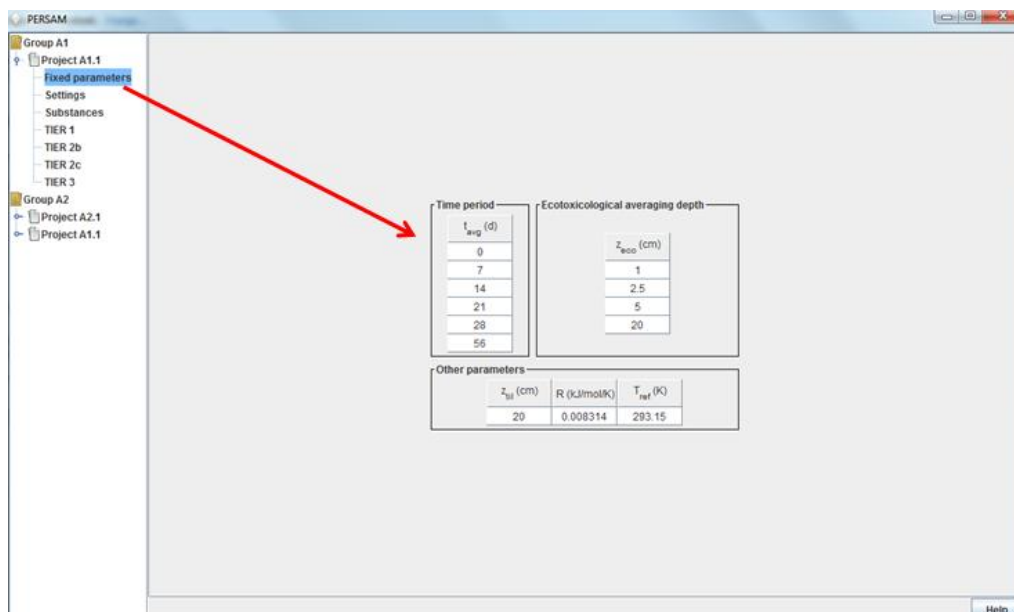 PERSAM
Group A1
Project A1.1
Fixed parameters
Settings
Substances
TIER 1
TIER 2b
TIER 2c
TIER 3
Group A2
Project A2.1
Project A1.1
Time period
t_avg (d)
0
7
14
21
28
56
Ecotoxicological averaging depth
z_eco (cm)
1
2.5
5
20
Other parameters
z_til (cm) R (kJ/mol/K) T_ref (K)
20 0.008314 293.15
Help